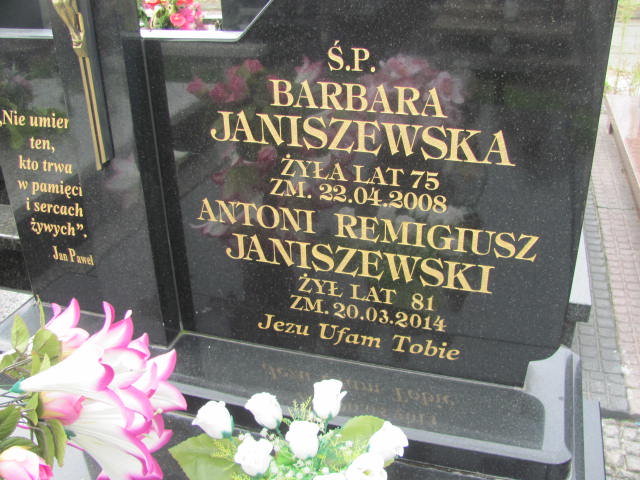 „Nie umier
ten,
kto trwa
w pamięci
i sercach
żywych”.
Jan Paweł
Ś.P.
BARBARA
JANISZEWSKA
ŻYŁA LAT 75
ZM. 22.04.2008
ANTONI REMIGIUSZ
JANISZEWSKI
ŻYŁ LAT 81
ZM. 20.03.2014
Jezu Ufam Tobie